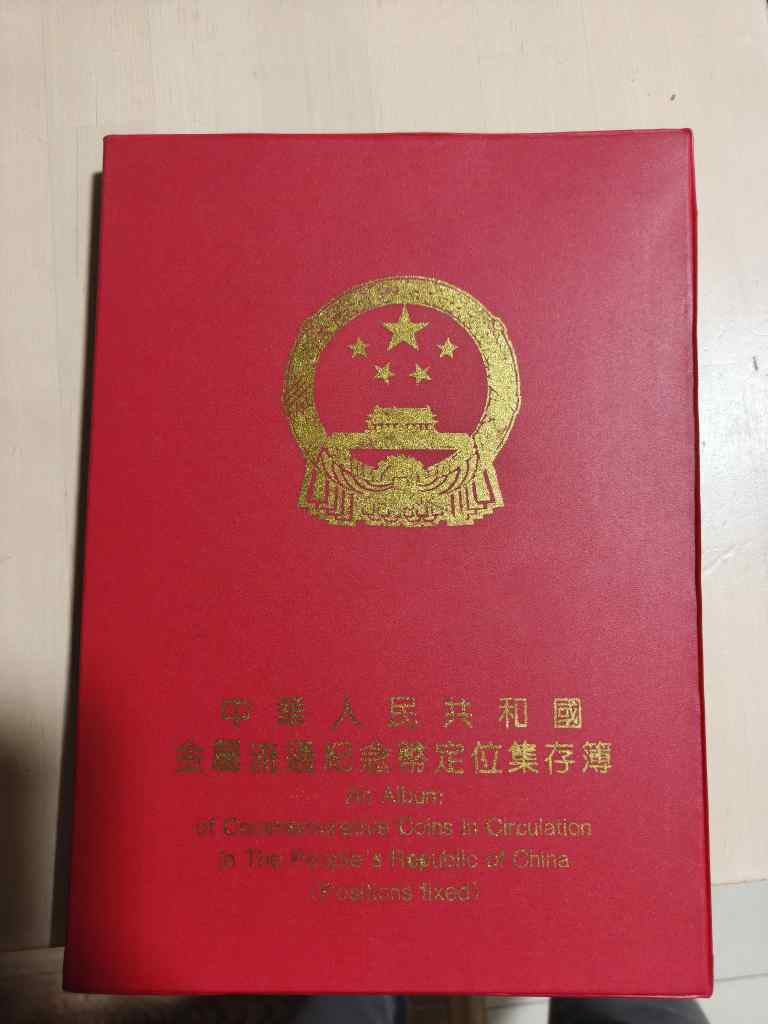 中華人民共和國
金屬流通紀念幣定位集存簿
An Album
of Commemorative Coins in Circulation
in The People's Republic of China
(Positions fixed)